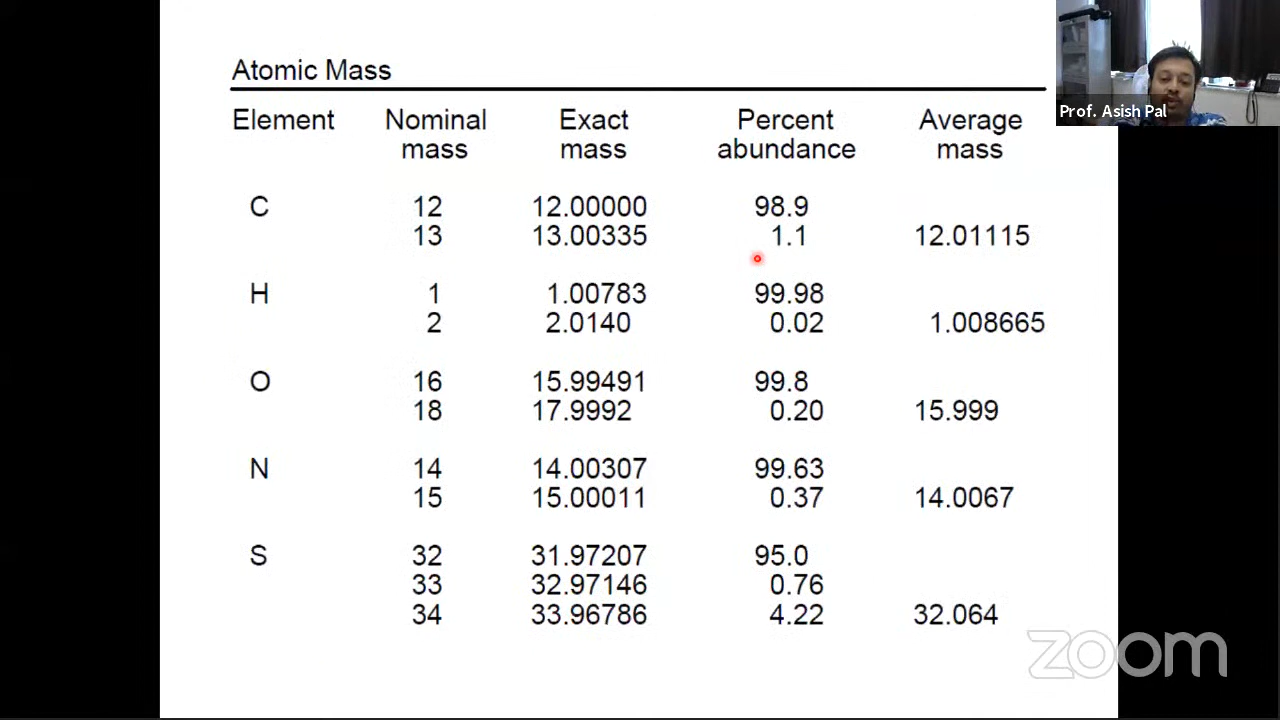 Atomic Mass
Element Nominal mass Exact mass Percent abundance Average mass
C 12 12.00000 98.9
13 13.00335 1.1 12.01115
H 1 1.00783 99.98
2 2.0140 0.02 1.008665
O 16 15.99491 99.8
18 17.9992 0.20 15.999
N 14 14.00307 99.63
15 15.00011 0.37 14.0067
S 32 31.97207 95.0
33 32.97146 0.76
34 33.96786 4.22 32.064
Prof. Asish Pal
zoom